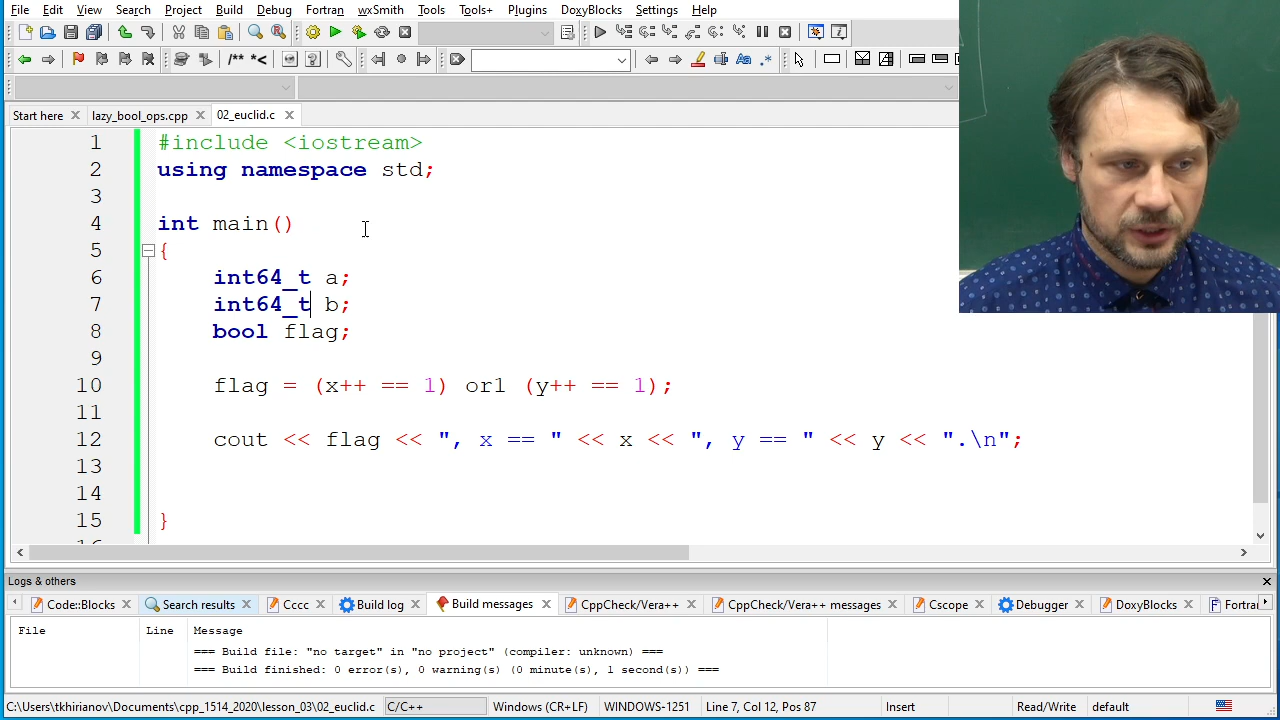 File Edit View Search Project Build Debug Fortran wxSmith Tools Tools+ Plugins DoxyBlocks Settings Help
/** *<
Start here lazy_bool_ops.cpp 02_euclid.c
1 #include <iostream>
2 using namespace std;
3
4 int main()
5 {
6 int64_t a;
7 int64_t b;
8 bool flag;
9
10 flag = (x++ == 1) or1 (y++ == 1);
11
12 cout << flag << ", x == " << x << ", y == " << y << ".\n";
13
14
15 }
Logs & others
Code::Blocks Search results Cccc Build log Build messages CppCheck/Vera++ CppCheck/Vera++ messages Cscope Debugger DoxyBlocks Fortra
File Line Message
=== Build file: "no target" in "no project" (compiler: unknown) ===
=== Build finished: 0 error(s), 0 warning(s) (0 minute(s), 1 second(s)) ===
C:\Users\tkhirianov\Documents\cpp_1514_2020\lesson_03\02_euclid.c C/C++ Windows (CR+LF) WINDOWS-1251 Line 7, Col 12, Pos 87 Insert Read/Write default